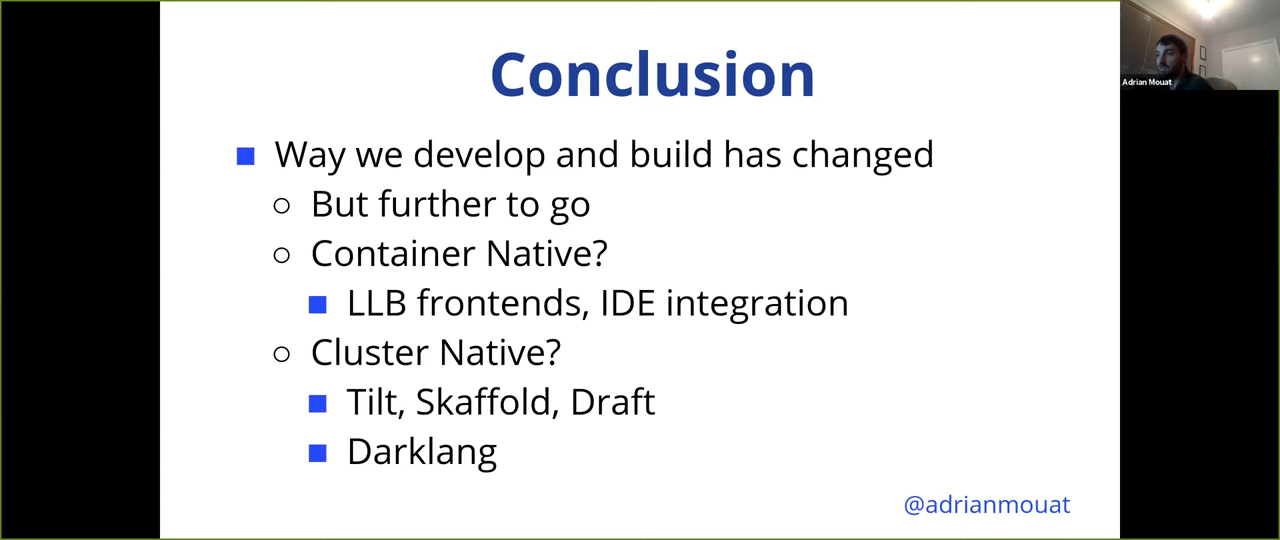 Conclusion
Way we develop and build has changed
But further to go
Container Native?
LLB frontends, IDE integration
Cluster Native?
Tilt, Skaffold, Draft
Darklang
@adrianmouat
Adrian Mouat